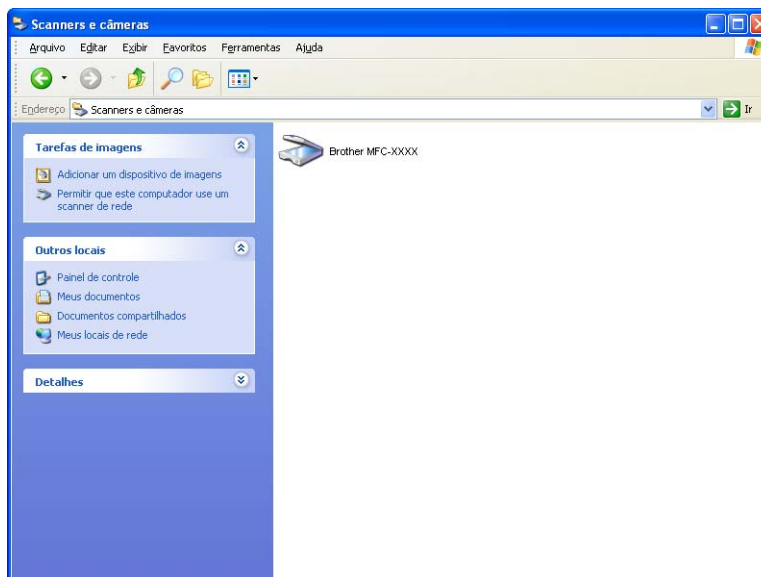 Scanners e câmeras
Arquivo Editar Exibir Favoritos Ferramentas Ajuda
Endereço Scanners e câmeras Ir
Tarefas de imagens
Adicionar um dispositivo de imagens
Permitir que este computador use um
scanner de rede
Outros locais
Painel de controle
Meus documentos
Documentos compartilhados
Meus locais de rede
Detalhes
Brother MFC-XXXX